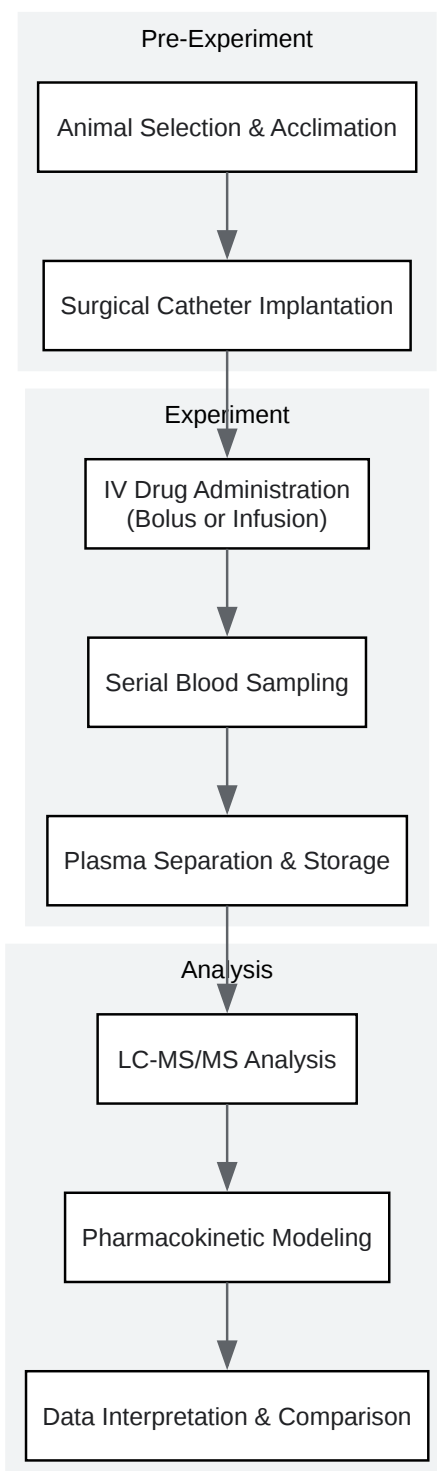 Pre-Experiment
Animal Selection & Acclimation
Surgical Catheter Implantation
Experiment
IV Drug Administration
(Bolus or Infusion)
Serial Blood Sampling
Plasma Separation & Storage
Analysis
LC-MS/MS Analysis
Pharmacokinetic Modeling
Data Interpretation & Comparison